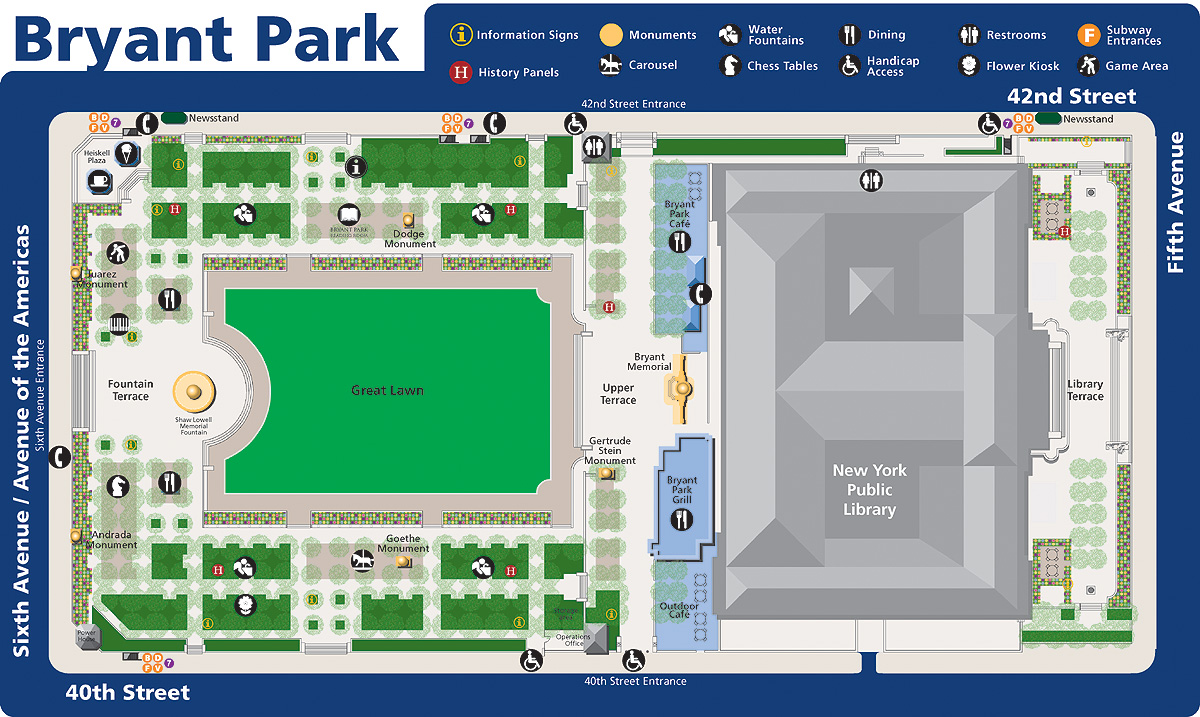 Bryant Park
Information Signs
Monuments
Water
Fountains
Dining
Restrooms
F
Subway
Entrances
H
History Panels
Carousel
Chess Tables
Handicap
Access
Flower Kiosk
Game Area
42nd Street Entrance
42nd Street
B D
F V 7
Newsstand
B D
F V 7
7 B D
F V
Newsstand
Heiskell
Plaza
H
BRYANT PARK
Dodge
Monument
H
Bryant
Park
Café
H
Juarez
Monument
H
Sixth Avenue / Avenue of the Americas
Sixth Avenue Entrance
Fifth Avenue
Fountain
Terrace
Shaw Lowell
Memorial
Fountain
Great Lawn
Bryant
Memorial
Upper
Terrace
Library
Terrace
Gertrude
Stein
Monument
New York
Public
Library
Bryant
Park
Grill
Andrada
Monument
Goethe
Monument
H
H
Outdoor
Café
Power
House
Operations
Office
B D
F V 7
40th Street Entrance
40th Street